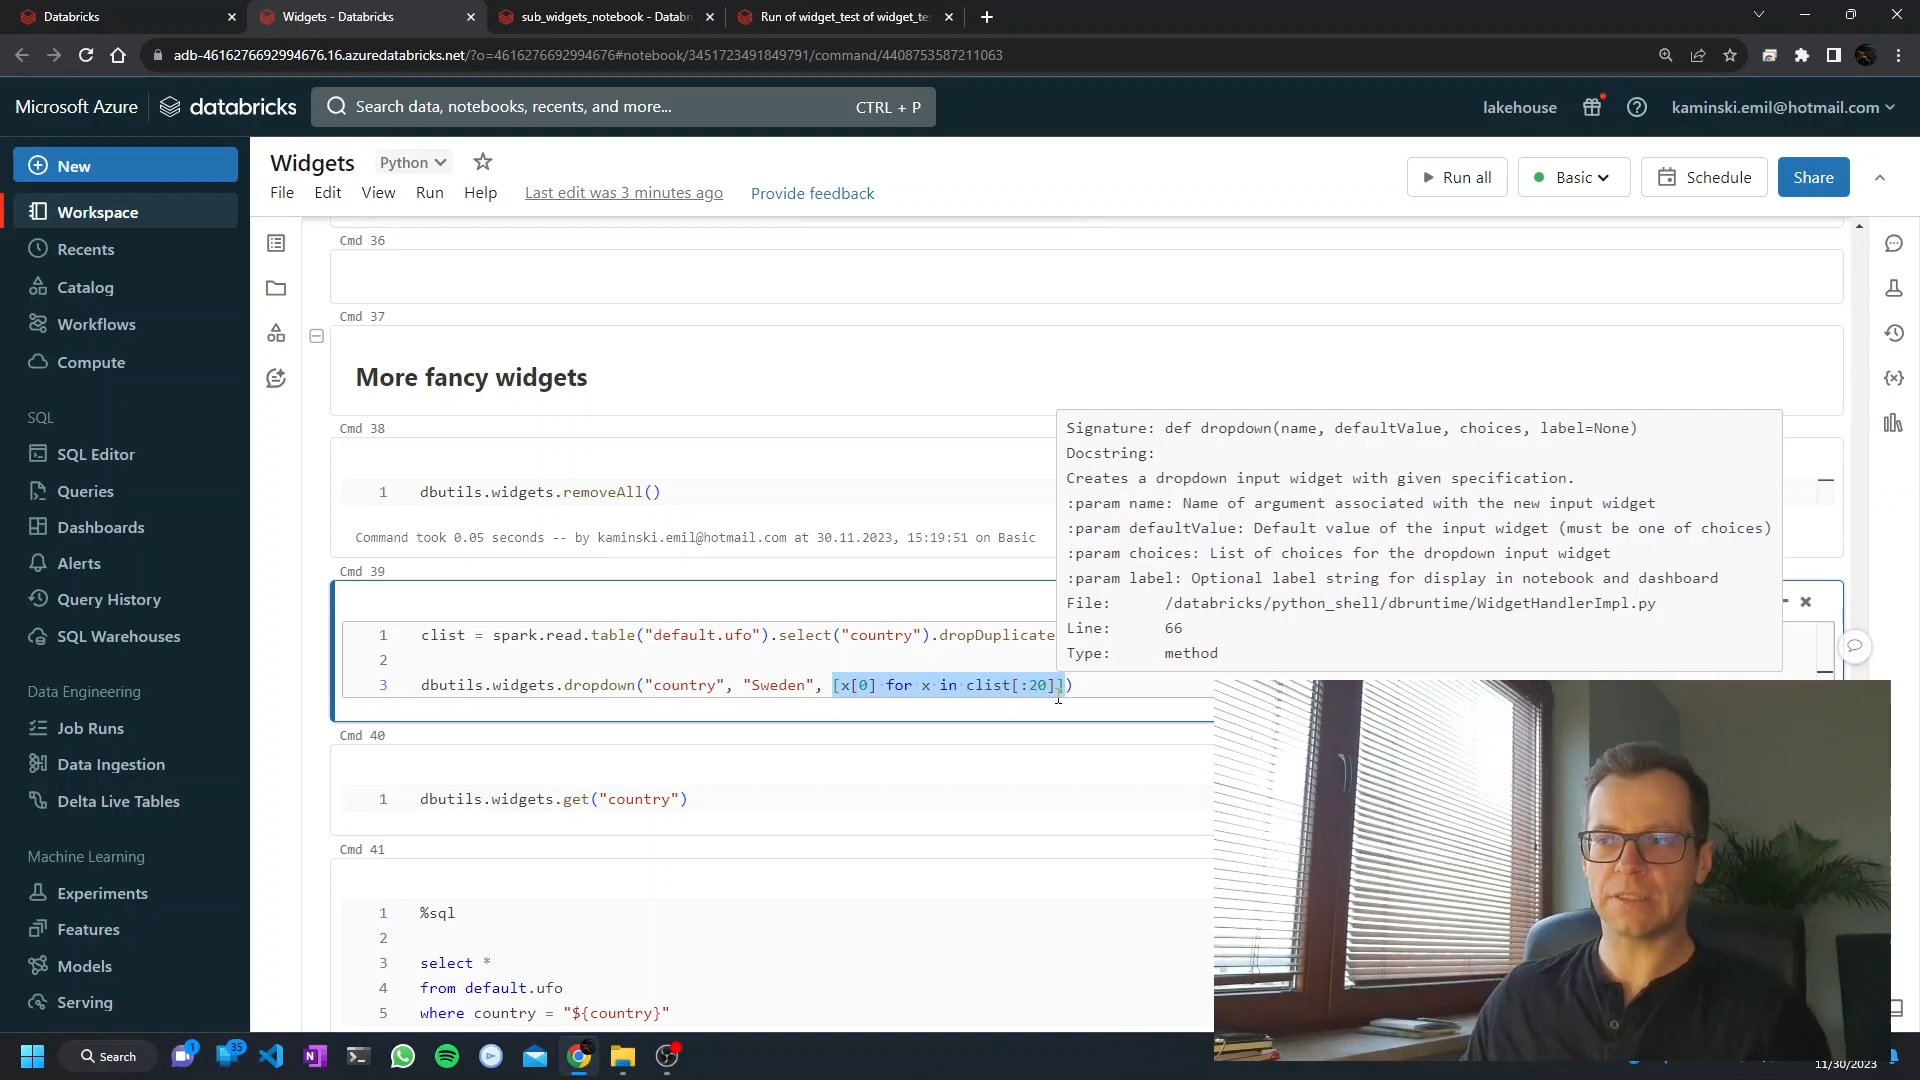 Databricks
Widgets - Databricks
sub_widgets_notebook - Datab
Run of widget_test of widget_te
adb-4616276692994676.16.azuredatabricks.net/?o=4616276692994676#notebook/3451723491849791/command/4408753587211063
Microsoft Azure
databricks
Search data, notebooks, recents, and more...
CTRL + P
lakehouse
kaminski.emil@hotmail.com
New
Workspace
Recents
Catalog
Workflows
Compute
SQL
SQL Editor
Queries
Dashboards
Alerts
Query History
SQL Warehouses
Data Engineering
Job Runs
Data Ingestion
Delta Live Tables
Machine Learning
Experiments
Features
Models
Serving
Widgets
Python
File
Edit
View
Run
Help
Last edit was 3 minutes ago
Provide feedback
Run all
Basic
Schedule
Share
Cmd 36
Cmd 37
More fancy widgets
Cmd 38
1 dbutils.widgets.removeAll()
Command took 0.05 seconds -- by kaminski.emil@hotmail.com at 30.11.2023, 15:19:51 on Basic
Signature: def dropdown(name, defaultValue, choices, label=None)
Docstring:
Creates a dropdown input widget with given specification.
:param name: Name of argument associated with the new input widget
:param defaultValue: Default value of the input widget (must be one of choices)
:param choices: List of choices for the dropdown input widget
:param label: Optional label string for display in notebook and dashboard
File: /databricks/python_shell/dbruntime/WidgetHandlerImpl.py
Line: 66
Type: method
Cmd 39
1 clist = spark.read.table("default.ufo").select("country").dropDuplicate
2
3 dbutils.widgets.dropdown("country", "Sweden", [x[0] for x in clist[:20]])
Cmd 40
1 dbutils.widgets.get("country")
Cmd 41
1 %sql
2
3 select *
4 from default.ufo
5 where country = "${country}"
Search
1
35
11/30/2023